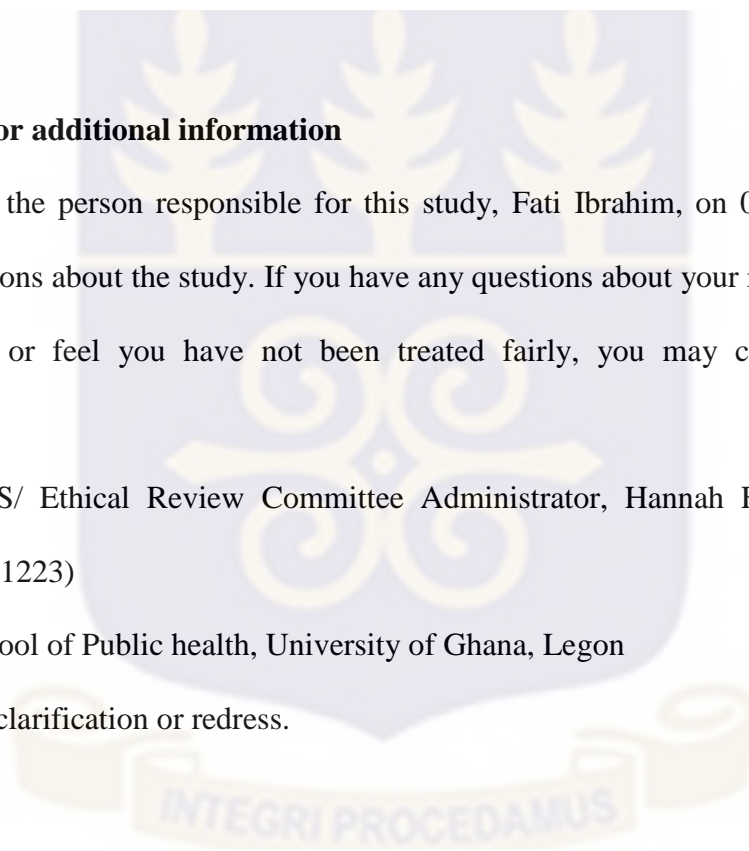 or additional information
the person responsible for this study, Fati Ibrahim, on 0
ions about the study. If you have any questions about your
or feel you have not been treated fairly, you may c
S/ Ethical Review Committee Administrator, Hannah
1223)
ool of Public health, University of Ghana, Legon
clarification or redress.
INTEGRI PROCEDAMUS